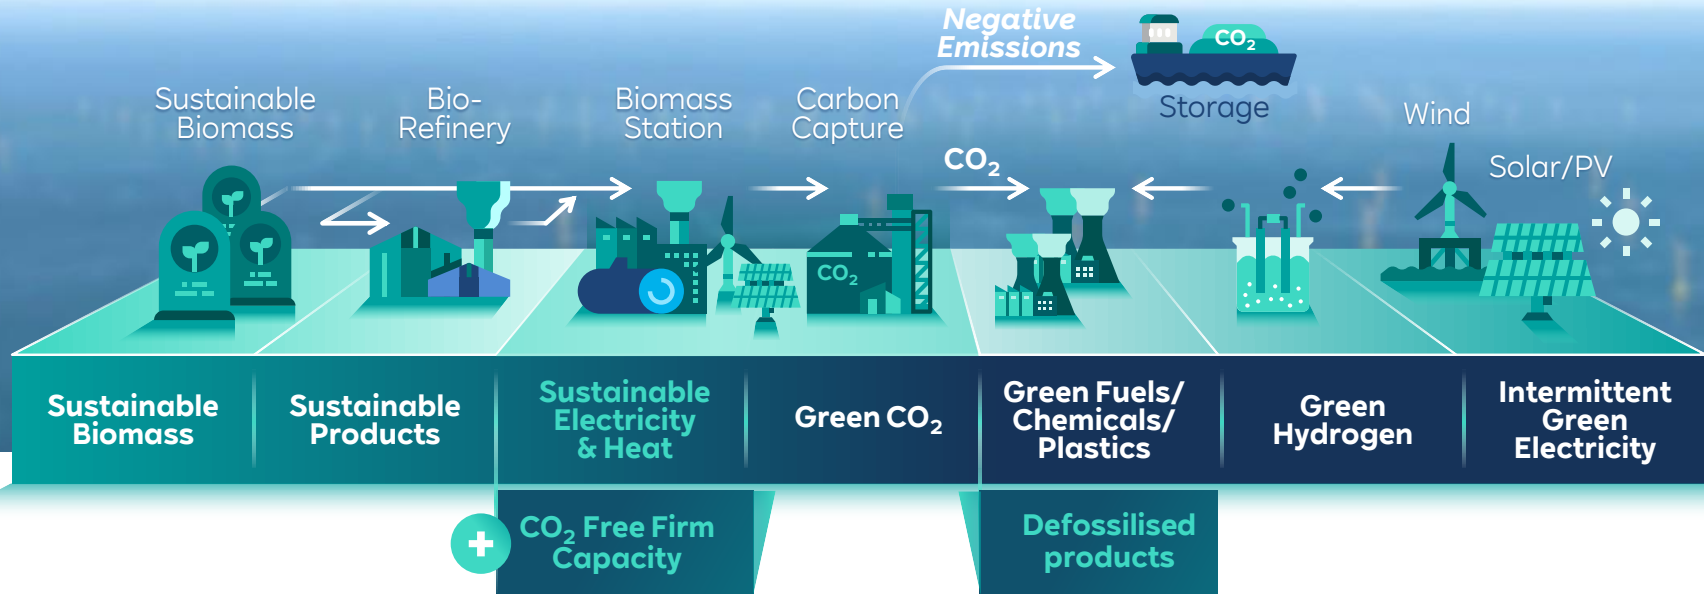 Negative
Emissions
CO₂
Storage
Sustainable
Biomass
Bio-
Refinery
Biomass
Station
Carbon
Capture
CO₂
Wind
Solar/PV
CO₂
Sustainable
Biomass
Sustainable
Products
Sustainable
Electricity
& Heat
Green CO₂
Green Fuels/
Chemicals/
Plastics
Green
Hydrogen
Intermittent
Green
Electricity
CO₂ Free Firm
Capacity
Defossilised
products